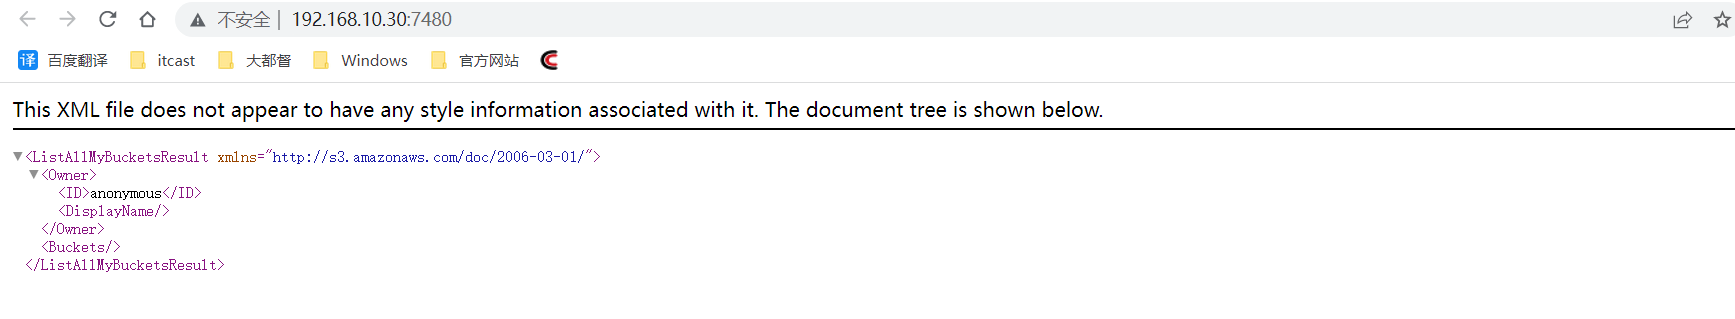 不安全 | 192.168.10.30:7480
译 百度翻译 itcast 大都督 Windows 官方网站
This XML file does not appear to have any style information associated with it. The document tree is shown below.
▼<ListAllMyBucketsResult xmlns="http://s3.amazonaws.com/doc/2006-03-01/">
▼<Owner>
<ID>anonymous</ID>
<DisplayName/>
</Owner>
<Buckets/>
</ListAllMyBucketsResult>